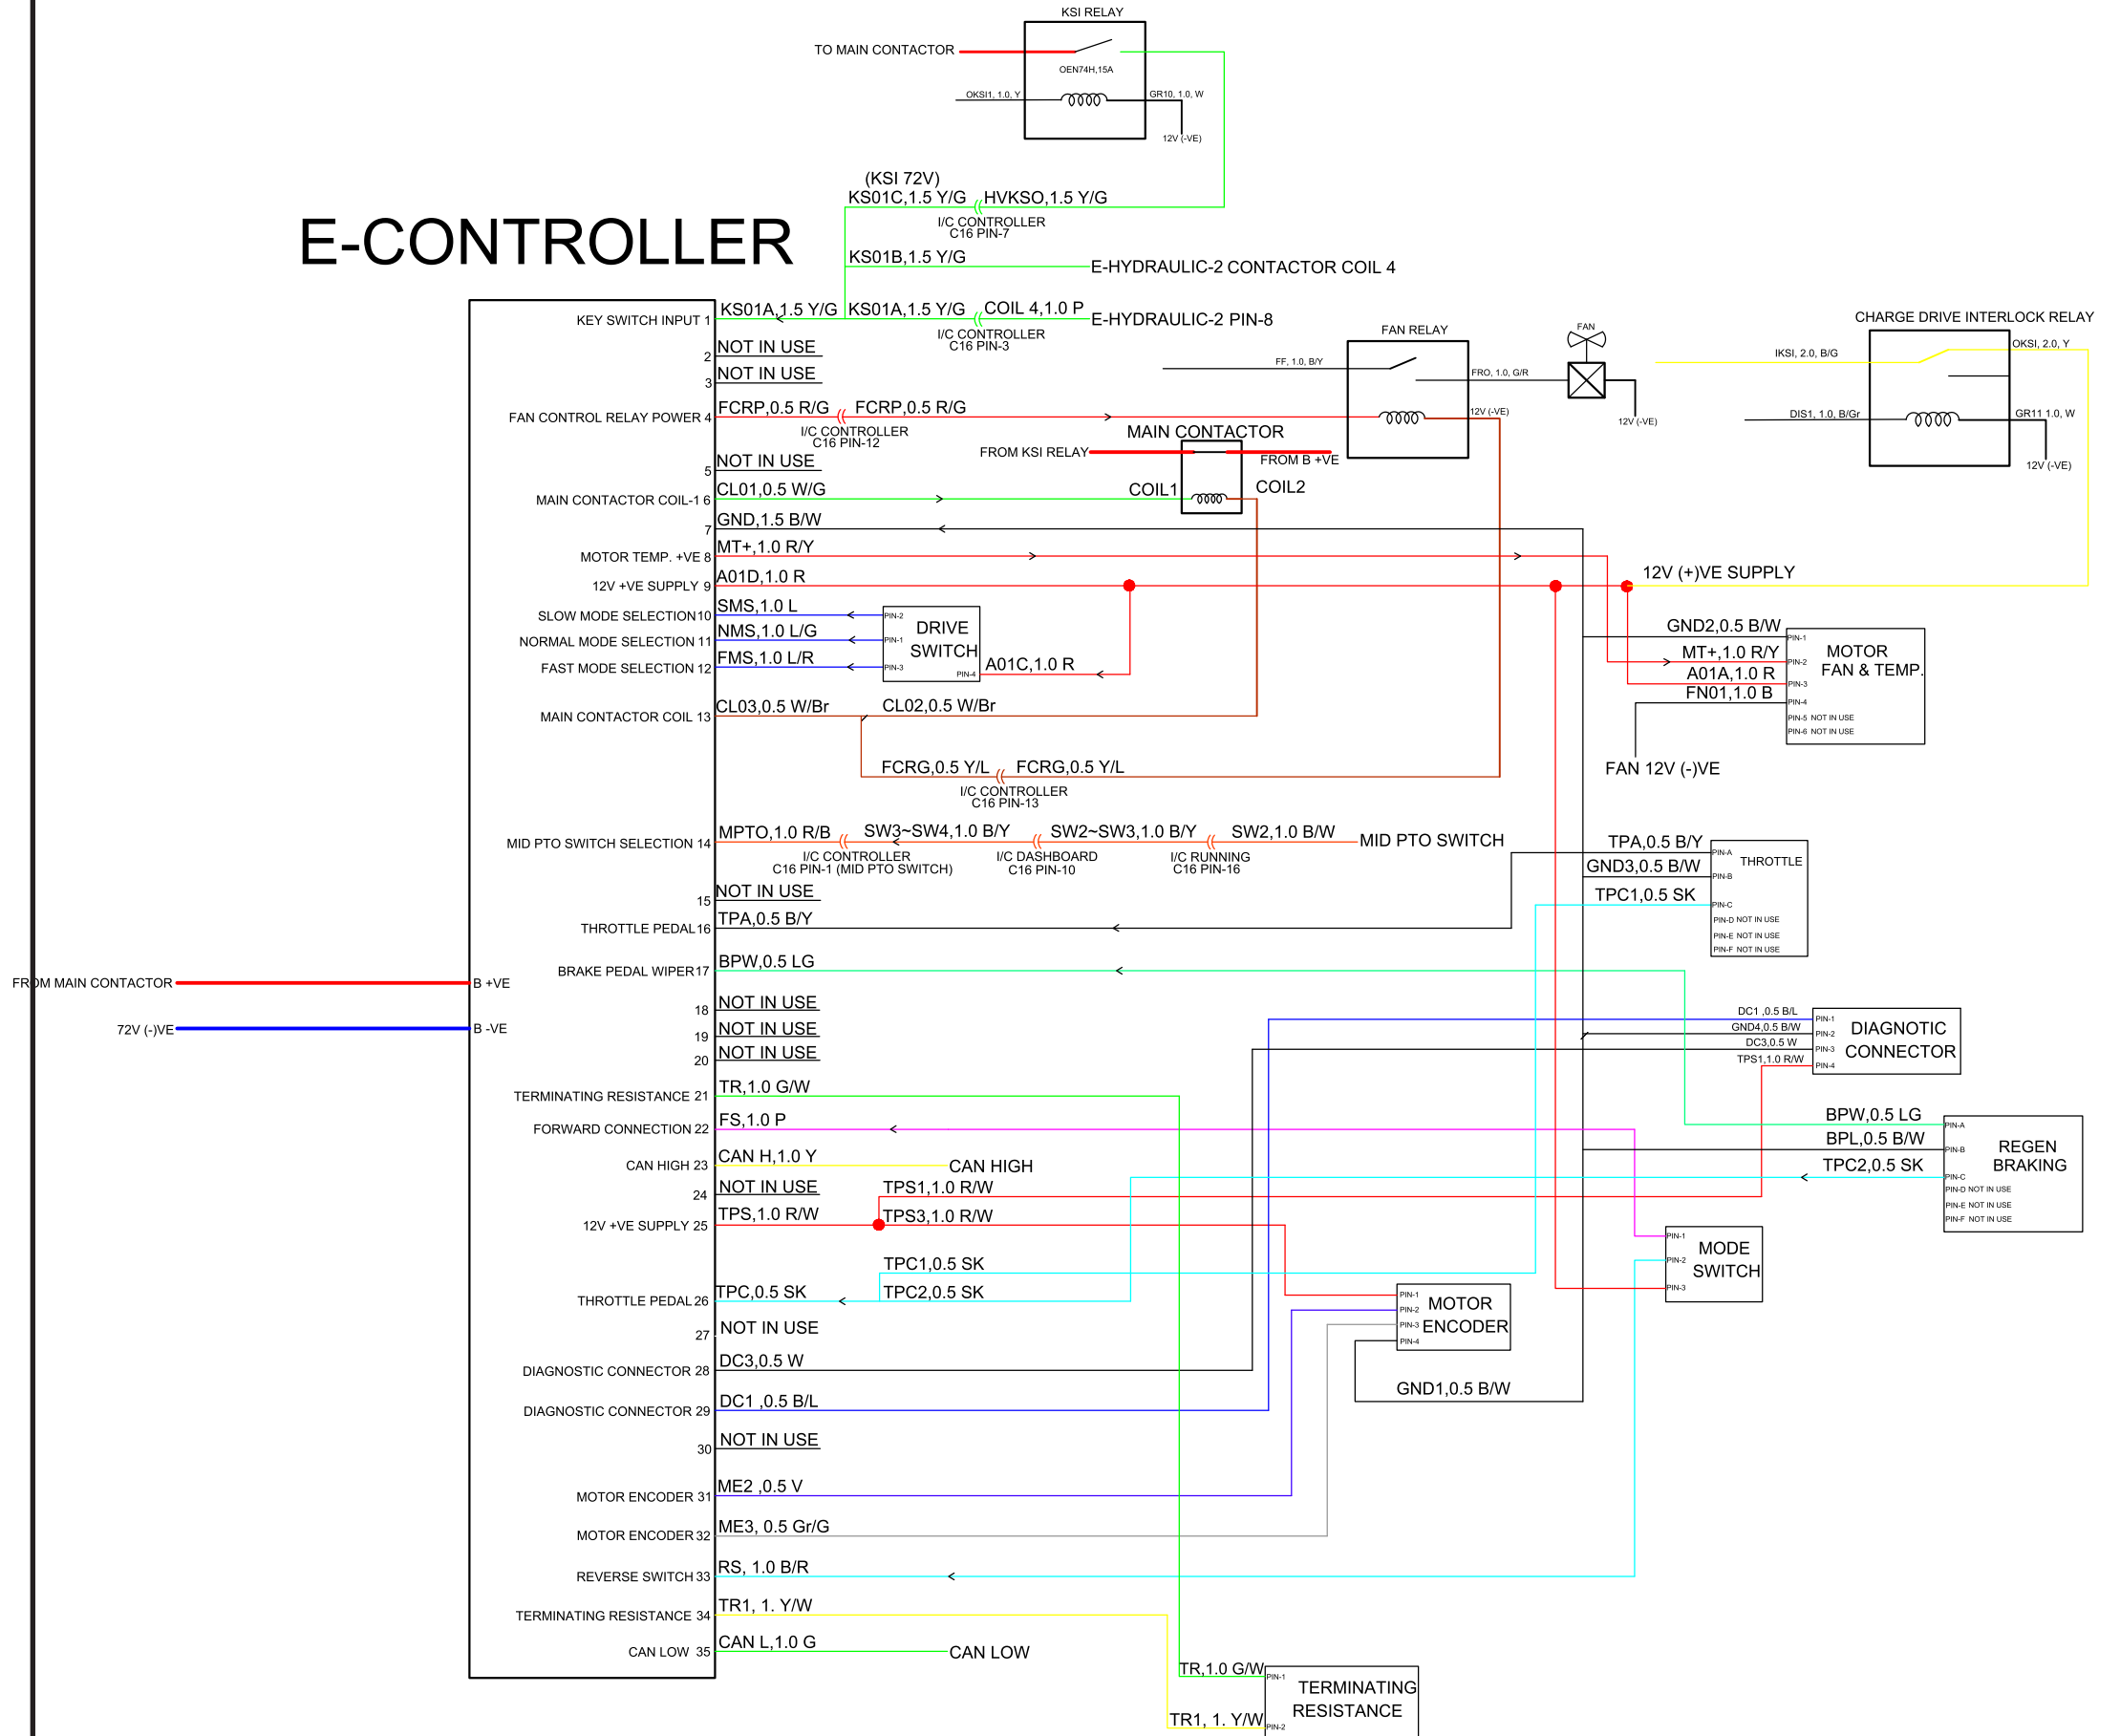 KSI RELAY
TO MAIN CONTACTOR
OEN74H,15A
OKSI1, 1.0, Y
GR10, 1.0, W
12V (-VE)
(KSI 72V)
KS01C,1.5 Y/G
HVKSO,1.5 Y/G
I/C CONTROLLER
C16 PIN-7
E-CONTROLLER
KS01B,1.5 Y/G
E-HYDRAULIC-2 CONTACTOR COIL 4
KEY SWITCH INPUT 1
KS01A,1.5 Y/G
KS01A,1.5 Y/G
COIL 4,1.0 P
E-HYDRAULIC-2 PIN-8
I/C CONTROLLER
C16 PIN-3
2
NOT IN USE
3
NOT IN USE
FAN RELAY
FF, 1.0, B/Y
FRO, 1.0, G/R
12V (-VE)
FAN
12V (-VE)
CHARGE DRIVE INTERLOCK RELAY
IKSI, 2.0, B/G
OKSI, 2.0, Y
DIS1, 1.0, B/Gr
GR11 1.0, W
12V (-VE)
FAN CONTROL RELAY POWER 4
FCRP,0.5 R/G
FCRP,0.5 R/G
I/C CONTROLLER
C16 PIN-12
MAIN CONTACTOR
FROM KSI RELAY
FROM B +VE
5
NOT IN USE
MAIN CONTACTOR COIL-1 6
CL01,0.5 W/G
COIL1
COIL2
7
GND,1.5 B/W
MOTOR TEMP. +VE 8
MT+,1.0 R/Y
12V +VE SUPPLY 9
A01D,1.0 R
12V (+)VE SUPPLY
SLOW MODE SELECTION10
SMS,1.0 L
NORMAL MODE SELECTION 11
NMS,1.0 L/G
FAST MODE SELECTION 12
FMS,1.0 L/R
PIN-2
PIN-1
PIN-3
PIN-4
DRIVE
SWITCH
A01C,1.0 R
GND2,0.5 B/W
MT+,1.0 R/Y
A01A,1.0 R
FN01,1.0 B
PIN-1
PIN-2
PIN-3
PIN-4
PIN-5 NOT IN USE
PIN-6 NOT IN USE
MOTOR
FAN & TEMP.
FAN 12V (-)VE
MAIN CONTACTOR COIL 13
CL03,0.5 W/Br
CL02,0.5 W/Br
FCRG,0.5 Y/L
FCRG,0.5 Y/L
I/C CONTROLLER
C16 PIN-13
MID PTO SWITCH SELECTION 14
MPTO,1.0 R/B
SW3~SW4,1.0 B/Y
SW2~SW3,1.0 B/Y
SW2,1.0 B/W
MID PTO SWITCH
I/C CONTROLLER
C16 PIN-1 (MID PTO SWITCH)
I/C DASHBOARD
C16 PIN-10
I/C RUNNING
C16 PIN-16
15
NOT IN USE
THROTTLE PEDAL16
TPA,0.5 B/Y
TPA,0.5 B/Y
GND3,0.5 B/W
TPC1,0.5 SK
PIN-A
PIN-B
PIN-C
PIN-D NOT IN USE
PIN-E NOT IN USE
PIN-F NOT IN USE
THROTTLE
BRAKE PEDAL WIPER17
BPW,0.5 LG
FROM MAIN CONTACTOR
B +VE
72V (-)VE
B -VE
18
NOT IN USE
19
NOT IN USE
20
NOT IN USE
DC1 ,0.5 B/L
GND4,0.5 B/W
DC3,0.5 W
TPS1,1.0 R/W
PIN-1
PIN-2
PIN-3
PIN-4
DIAGNOTIC
CONNECTOR
TERMINATING RESISTANCE 21
TR,1.0 G/W
FORWARD CONNECTION 22
FS,1.0 P
CAN HIGH 23
CAN H,1.0 Y
CAN HIGH
24
NOT IN USE
12V +VE SUPPLY 25
TPS,1.0 R/W
TPS1,1.0 R/W
TPS3,1.0 R/W
BPW,0.5 LG
BPL,0.5 B/W
TPC2,0.5 SK
PIN-A
PIN-B
PIN-C
PIN-D NOT IN USE
PIN-E NOT IN USE
PIN-F NOT IN USE
REGEN
BRAKING
PIN-1
PIN-2
PIN-3
MODE
SWITCH
TPC1,0.5 SK
THROTTLE PEDAL 26
TPC,0.5 SK
TPC2,0.5 SK
27
NOT IN USE
PIN-1
PIN-2
PIN-3
PIN-4
MOTOR
ENCODER
GND1,0.5 B/W
DIAGNOSTIC CONNECTOR 28
DC3,0.5 W
DIAGNOSTIC CONNECTOR 29
DC1 ,0.5 B/L
30
NOT IN USE
MOTOR ENCODER 31
ME2 ,0.5 V
MOTOR ENCODER 32
ME3, 0.5 Gr/G
REVERSE SWITCH 33
RS, 1.0 B/R
TERMINATING RESISTANCE 34
TR1, 1. Y/W
CAN LOW 35
CAN L,1.0 G
CAN LOW
TR,1.0 G/W
TR1, 1. Y/W
PIN-1
PIN-2
TERMINATING
RESISTANCE